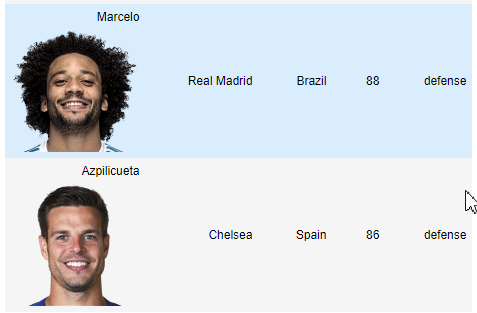 Marcelo
Real Madrid Brazil 88 defense
Azpilicueta
Chelsea Spain 86 defense